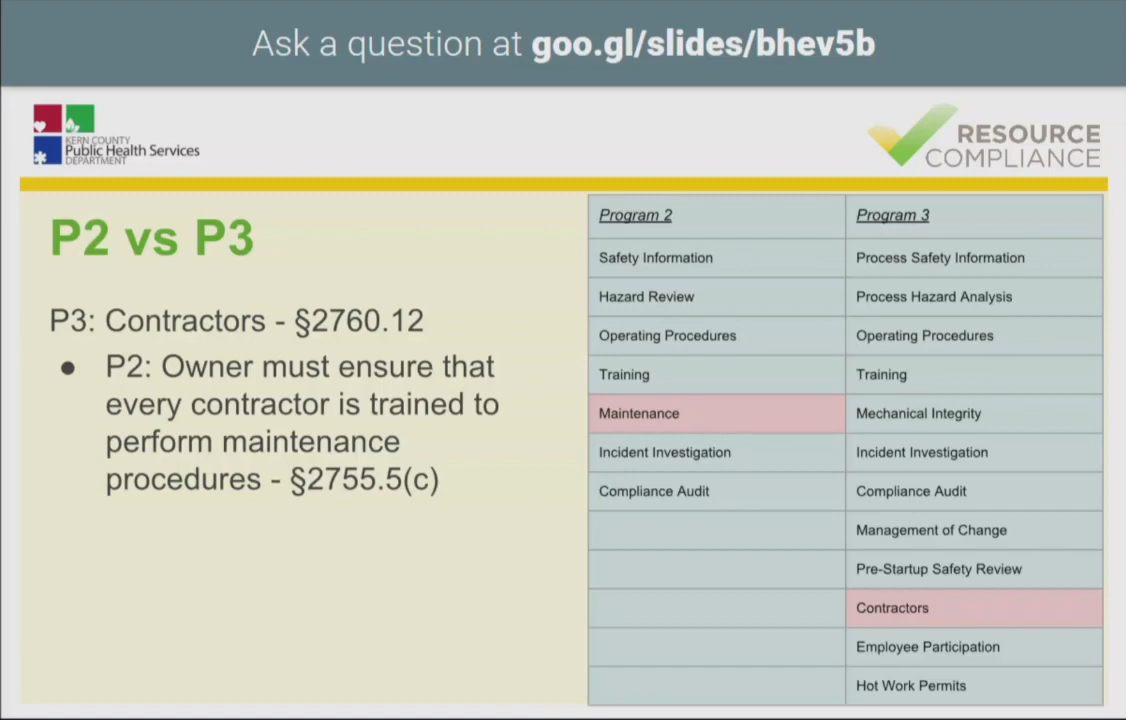 Ask a question at goo.gl/slides/bhev5b
KERN COUNTY
Public Health Services
DEPARTMENT
RESOURCE
COMPLIANCE
P2 vs P3
P3: Contractors - §2760.12
● P2: Owner must ensure that
every contractor is trained to
perform maintenance
procedures - §2755.5(c)
Program 2 Program 3
Safety Information Process Safety Information
Hazard Review Process Hazard Analysis
Operating Procedures Operating Procedures
Training Training
Maintenance Mechanical Integrity
Incident Investigation Incident Investigation
Compliance Audit Compliance Audit
Management of Change
Pre-Startup Safety Review
Contractors
Employee Participation
Hot Work Permits